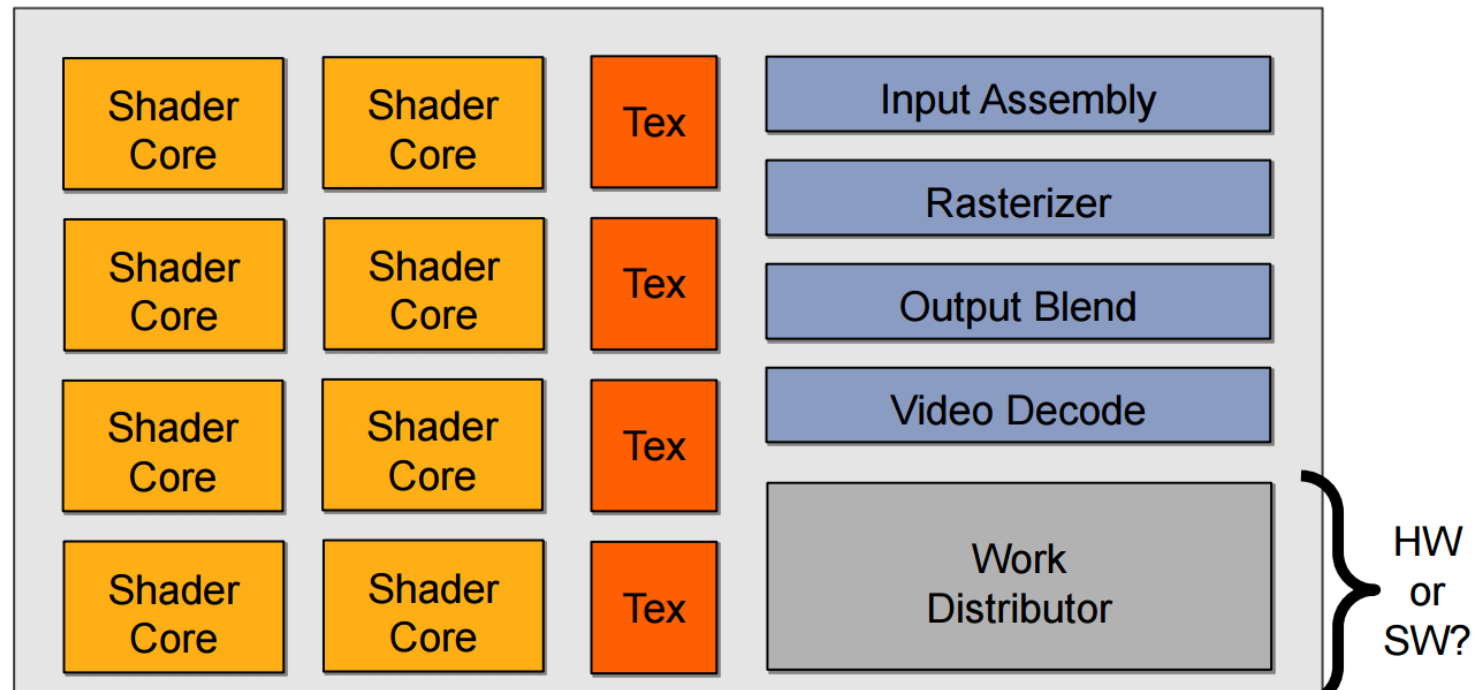 Shader
Core
Shader
Core
Tex
Input Assembly
Rasterizer
Shader
Core
Shader
Core
Tex
Output Blend
Shader
Core
Shader
Core
Tex
Video Decode
Shader
Core
Shader
Core
Tex
Work
Distributor
HW
or
SW?